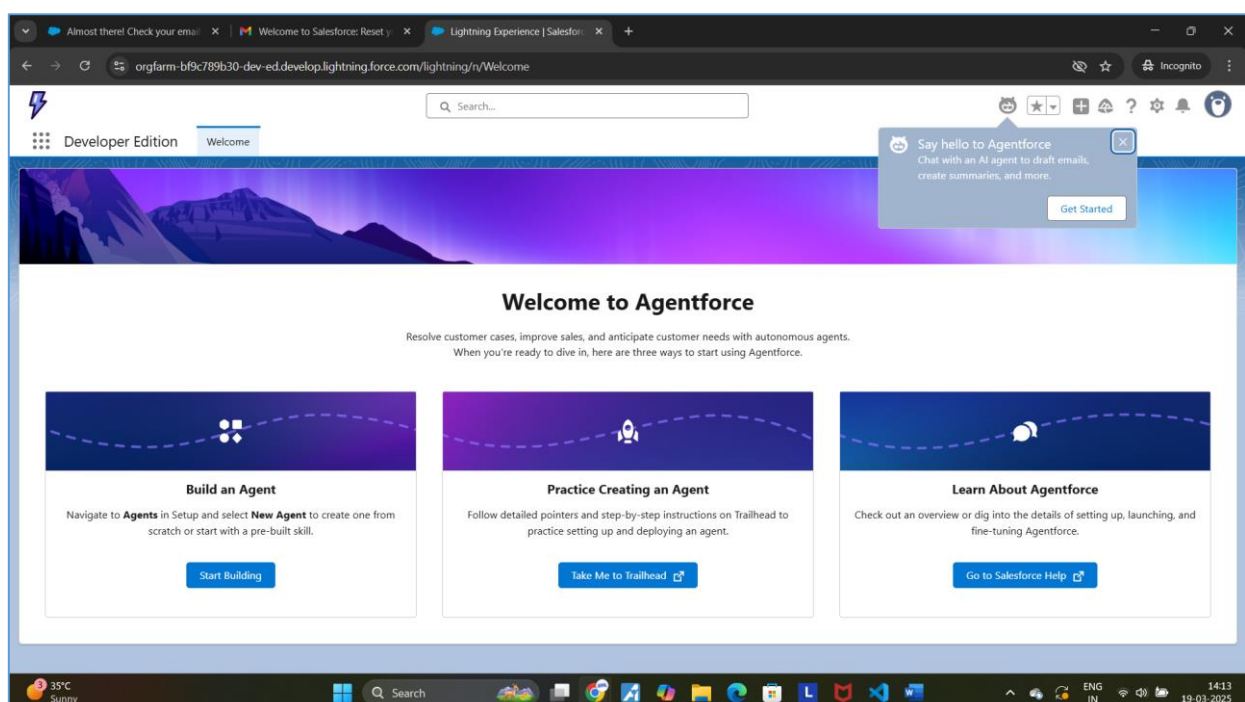 Almost there! Check your emai
Welcome to Salesforce: Reset y
Lightning Experience | Salesforc
orgfarm-bf9c789b30-dev-ed.develop.lightning.force.com/lightning/n/Welcome
Incognito
Search...
Developer Edition
Welcome
Say hello to Agentforce
Chat with an AI agent to draft emails,
create summaries, and more.
Get Started
Welcome to Agentforce
Resolve customer cases, improve sales, and anticipate customer needs with autonomous agents.
When you're ready to dive in, here are three ways to start using Agentforce.
Build an Agent
Navigate to Agents in Setup and select New Agent to create one from
scratch or start with a pre-built skill.
Start Building
Practice Creating an Agent
Follow detailed pointers and step-by-step instructions on Trailhead to
practice setting up and deploying an agent.
Take Me to Trailhead
Learn About Agentforce
Check out an overview or dig into the details of setting up, launching, and
fine-tuning Agentforce.
Go to Salesforce Help
3
35°C
Sunny
Search
L
ENG
IN
14:13
19-03-2025